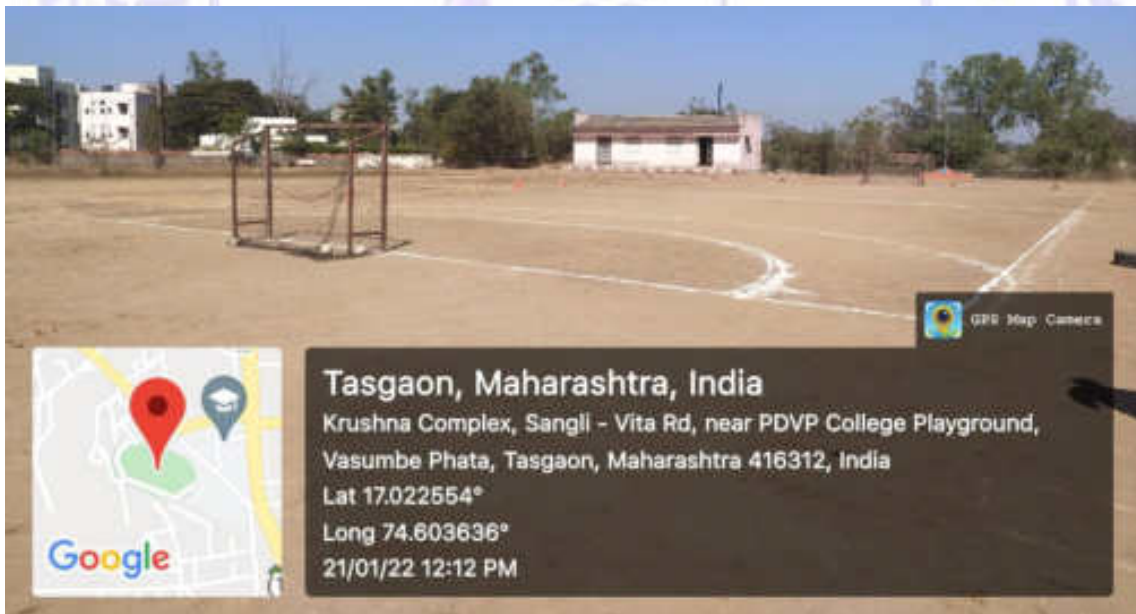 GPS Map Camera
Tasgaon, Maharashtra, India
Krushna Complex, Sangli - Vita Rd, near PDVP College Playground,
Vasumbe Phata, Tasgaon, Maharashtra 416312, India
Lat 17.022554°
Long 74.603636°
21/01/22 12:12 PM
Google